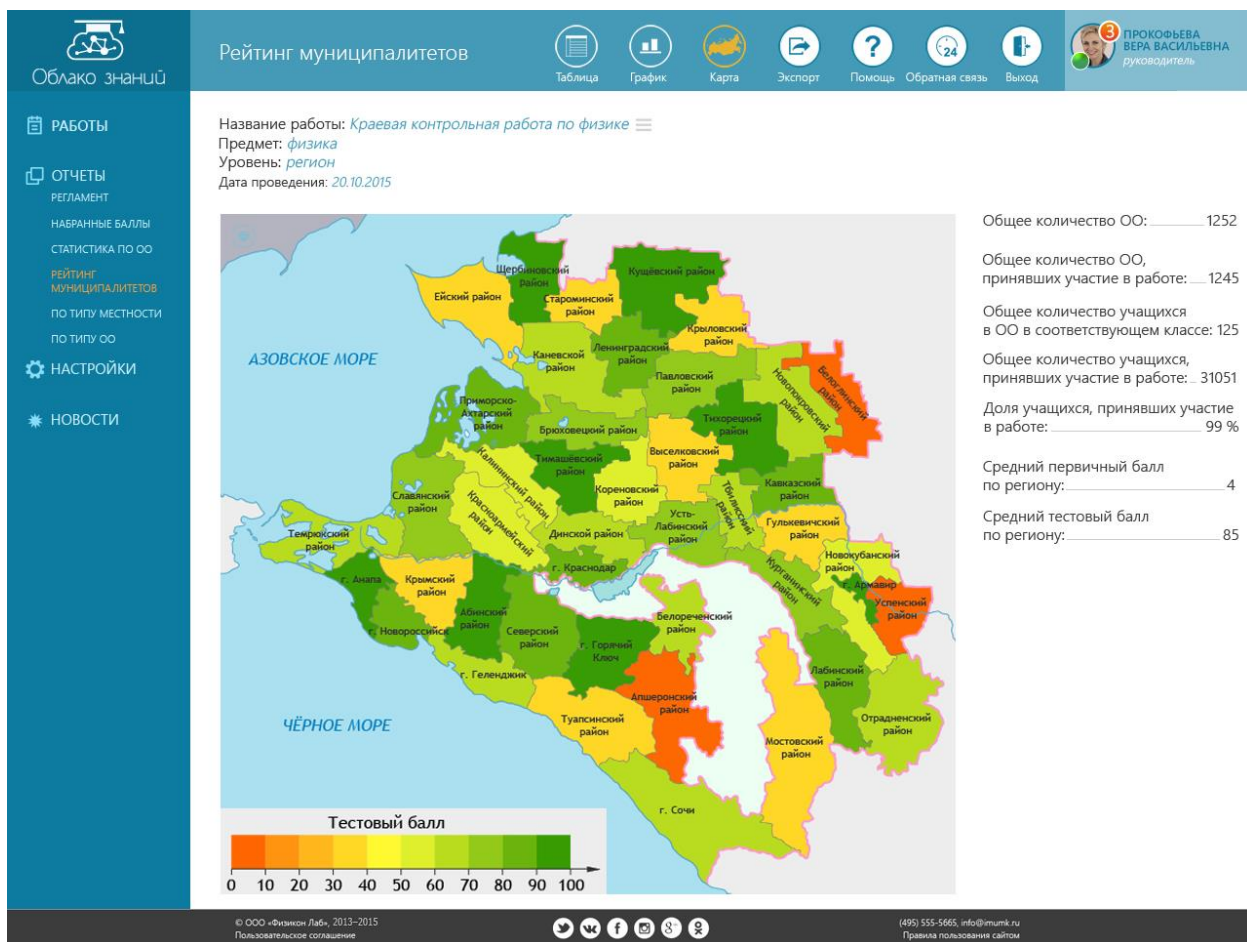 Облако знаний
Рейтинг муниципалитетов
Таблица
График
Карта
Экспорт
Помощь
24
Обратная связь
Выход
3
ПРОКОФЬЕВА
ВЕРА ВАСИЛЬЕВНА
руководитель
РАБОТЫ
ОТЧЕТЫ
РЕГЛАМЕНТ
НАБРАННЫЕ БАЛЛЫ
СТАТИСТИКА ПО ОО
РЕЙТИНГ
МУНИЦИПАЛИТЕТОВ
ПО ТИПУ МЕСТНОСТИ
ПО ТИПУ ОО
НАСТРОЙКИ
НОВОСТИ
Название работы: Краевая контрольная работа по физике
Предмет: физика
Уровень: регион
Дата проведения: 20.10.2015
АЗОВСКОЕ МОРЕ
ЧЁРНОЕ МОРЕ
Щербиновский
район
Кущёвский район
Ейский район
Староминский
район
Крыловский
район
Ленинградский
район
Каневской
район
Павловский
район
Новопокровский
район
Белоглинский
район
Приморско-
Ахтарский
район
Брюховецкий район
Тихорецкий
район
Выселковский
район
Тимашёвский
район
Калининский район
Кореновский
район
Тбилисский
район
Кавказский
район
Славянский
район
Красноармейский
район
Усть-
Лабинский
район
Гулькевичский
район
Динской район
Темрюкский
район
г. Краснодар
Новокубанский
район
г. Анапа
Крымский
район
Курганинский
район
г. Армавир
Успенский
район
Абинский
район
Белореченский
район
г. Новороссийск
Северский
район
г. Горячий
Ключ
г. Геленджик
Лабинский
район
Апшеронский
район
Туапсинский
район
Отрадненский
район
Мостовский
район
г. Сочи
Тестовый балл
0 10 20 30 40 50 60 70 80 90 100
Общее количество ОО: 1252
Общее количество ОО,
принявших участие в работе: 1245
Общее количество учащихся
в ОО в соответствующем классе: 125
Общее количество учащихся,
принявших участие в работе: 31051
Доля учащихся, принявших участие
в работе: 99 %
Средний первичный балл
по региону: 4
Средний тестовый балл
по региону: 85
© ООО «Физикон Лаб», 2013–2015
Пользовательское соглашение
(495) 555-5665, info@imumk.ru
Правила пользования сайтом